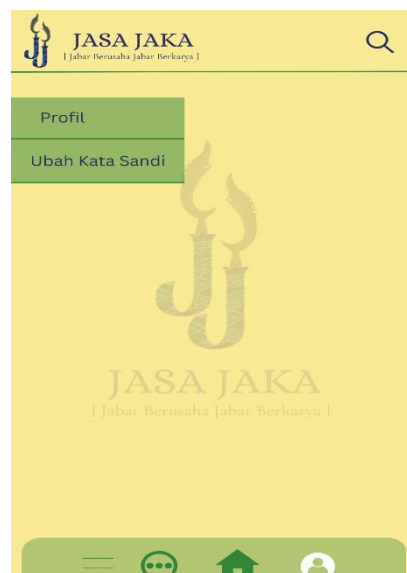 JASA JAKA
[ Jabar Berusaha Jabar Berkarya ]
Profil
Ubah Kata Sandi
JASA JAKA
[ Jabar Berusaha Jabar Berkarya ]